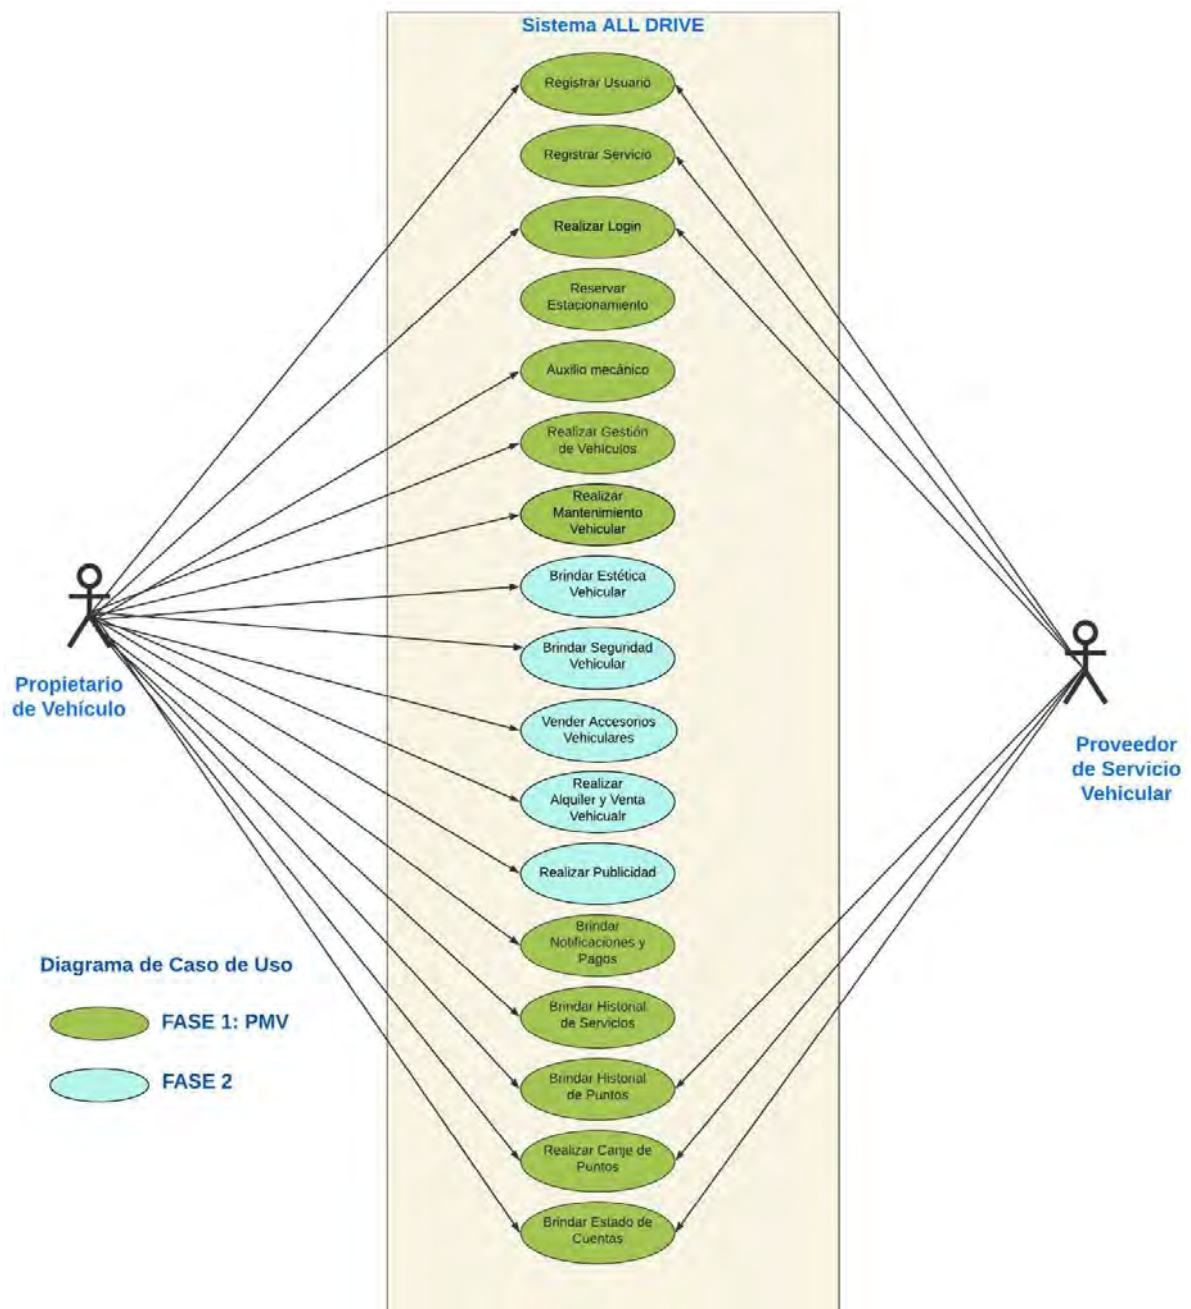 Sistema ALL DRIVE
Registrar Usuario
Registrar Servicio
Realizar Login
Reservar
Estacionamiento
Auxilio mecánico
Realizar Gestión
de Vehículos
Realizar
Mantenimiento
Vehicular
Brindar Estética
Vehicular
Brindar Seguridad
Vehicular
Vender Accesorios
Vehiculares
Realizar
Alquiler y Venta
Vehicualr
Realizar Publicidad
Brindar
Notificaciones y
Pagos
Brindar Historial
de Servicios
Brindar Historial
de Puntos
Realizar Canje de
Puntos
Brindar Estado de
Cuentas
Propietario
de Vehículo
Proveedor
de Servicio
Vehicular
Diagrama de Caso de Uso
FASE 1: PMV
FASE 2